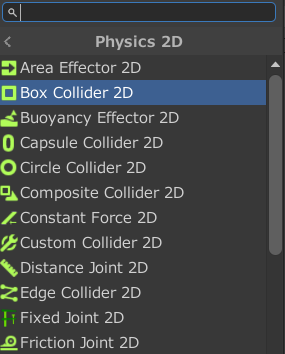 Physics 2D
Area Effector 2D
Box Collider 2D
Buoyancy Effector 2D
Capsule Collider 2D
Circle Collider 2D
Composite Collider 2D
Constant Force 2D
Custom Collider 2D
Distance Joint 2D
Edge Collider 2D
Fixed Joint 2D
Friction Joint 2D